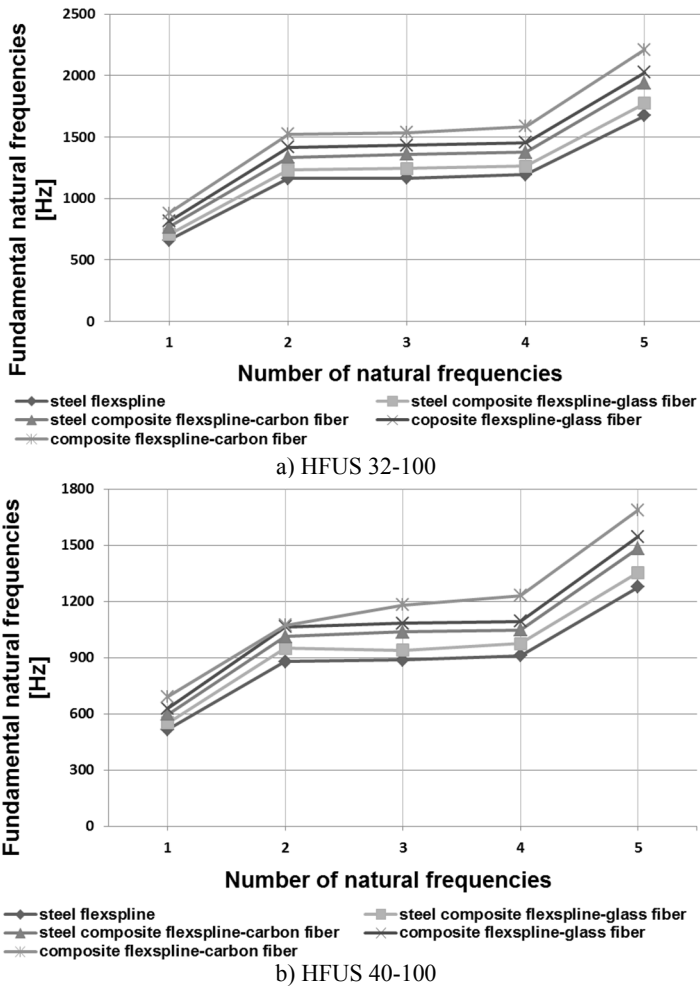 2500
2000
1500
1000
500
0
Fundamental natural frequencies
[Hz]
1 2 3 4 5
Number of natural frequencies
steel flexspline
steel composite flexspline-glass fiber
steel composite flexspline-carbon fiber
coposite flexspline-glass fiber
composite flexspline-carbon fiber
a) HFUS 32-100
1800
1500
1200
900
600
300
0
Fundamental natural frequencies
[Hz]
1 2 3 4 5
Number of natural frequencies
steel flexspline
steel composite flexspline-glass fiber
steel composite flexspline-carbon fiber
coposite flexspline-glass fiber
composite flexspline-carbon fiber
b) HFUS 40-100